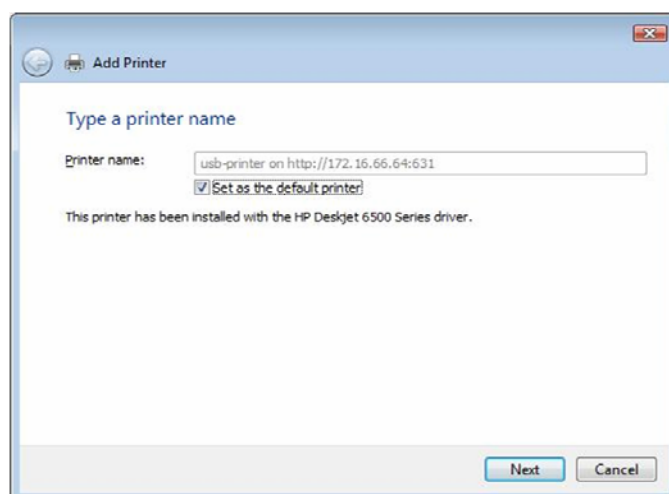 Add Printer
Type a printer name
Printer name: usb-printer on http://172.16.66.64:631
Set as the default printer
This printer has been installed with the HP Deskjet 6500 Series driver.
Next Cancel